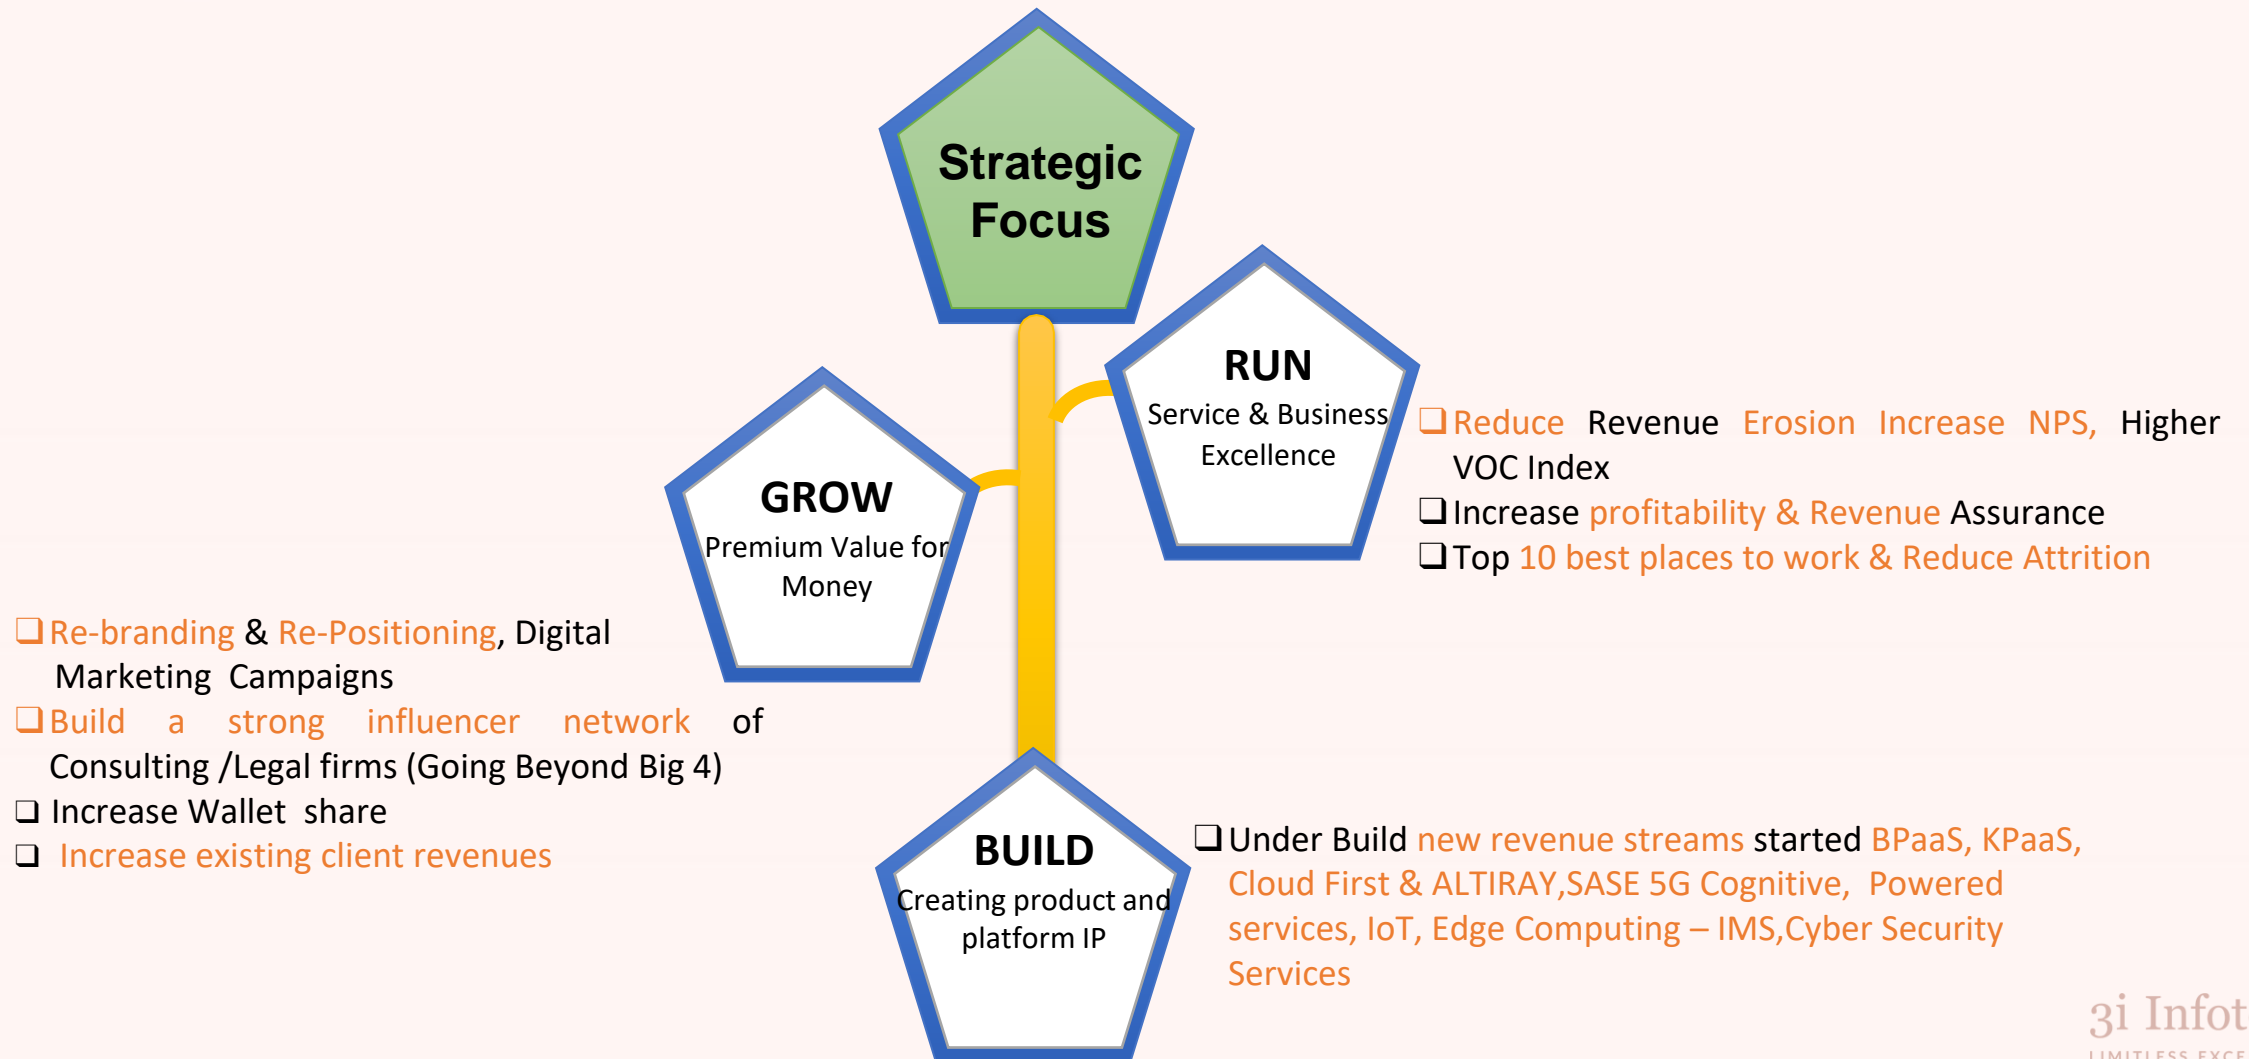 Strategic
Focus
RUN
Service & Business
Excellence
❑Reduce Revenue Erosion Increase NPS, Higher
VOC Index
❑Increase profitability & Revenue Assurance
❑Top 10 best places to work & Reduce Attrition
GROW
Premium Value for
Money
❑Re-branding & Re-Positioning, Digital
Marketing Campaigns
❑Build a strong influencer network of
Consulting /Legal firms (Going Beyond Big 4)
❑ Increase Wallet share
❑ Increase existing client revenues
BUILD
Creating product and
platform IP
❑Under Build new revenue streams started BPaaS, KPaaS,
Cloud First & ALTIRAY,SASE 5G Cognitive, Powered
services, IoT, Edge Computing – IMS,Cyber Security
Services
3i Infot
LIMITLESS EXCE